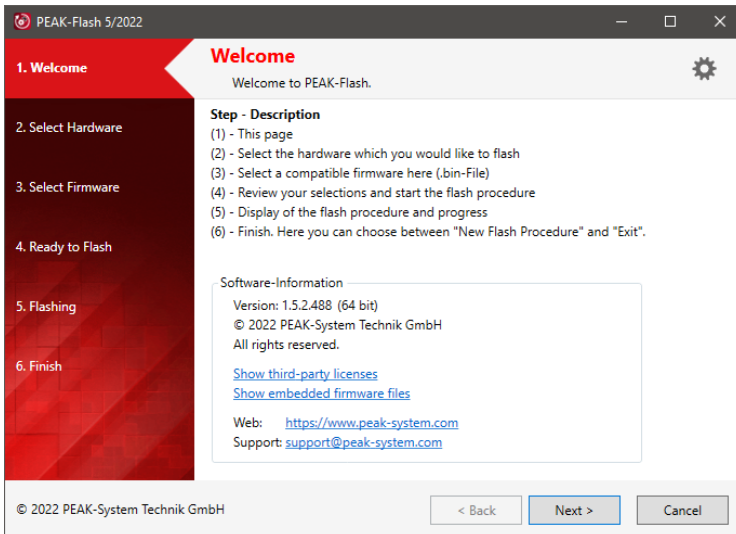 PEAK-Flash 5/2022
1. Welcome
2. Select Hardware
3. Select Firmware
4. Ready to Flash
5. Flashing
6. Finish
Welcome
Welcome to PEAK-Flash.
Step - Description
(1) - This page
(2) - Select the hardware which you would like to flash
(3) - Select a compatible firmware here (.bin-File)
(4) - Review your selections and start the flash procedure
(5) - Display of the flash procedure and progress
(6) - Finish. Here you can choose between "New Flash Procedure" and "Exit".
Software-Information
Version: 1.5.2.488 (64 bit)
© 2022 PEAK-System Technik GmbH
All rights reserved.
Show third-party licenses
Show embedded firmware files
Web: https://www.peak-system.com
Support: support@peak-system.com
© 2022 PEAK-System Technik GmbH
< Back Next > Cancel